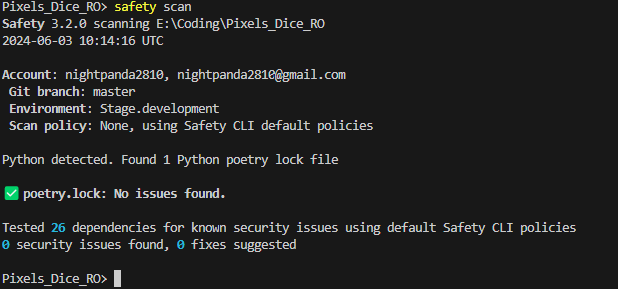 Pixels_Dice_RO> safety scan
Safety 3.2.0 scanning E:\Coding\Pixels_Dice_RO
2024-06-03 10:14:16 UTC
Account: nightpanda2810, nightpanda2810@gmail.com
Git branch: master
Environment: Stage.development
Scan policy: None, using Safety CLI default policies
Python detected. Found 1 Python poetry lock file
✅ poetry.lock: No issues found.
Tested 26 dependencies for known security issues using default Safety CLI policies
0 security issues found, 0 fixes suggested
Pixels_Dice_RO>